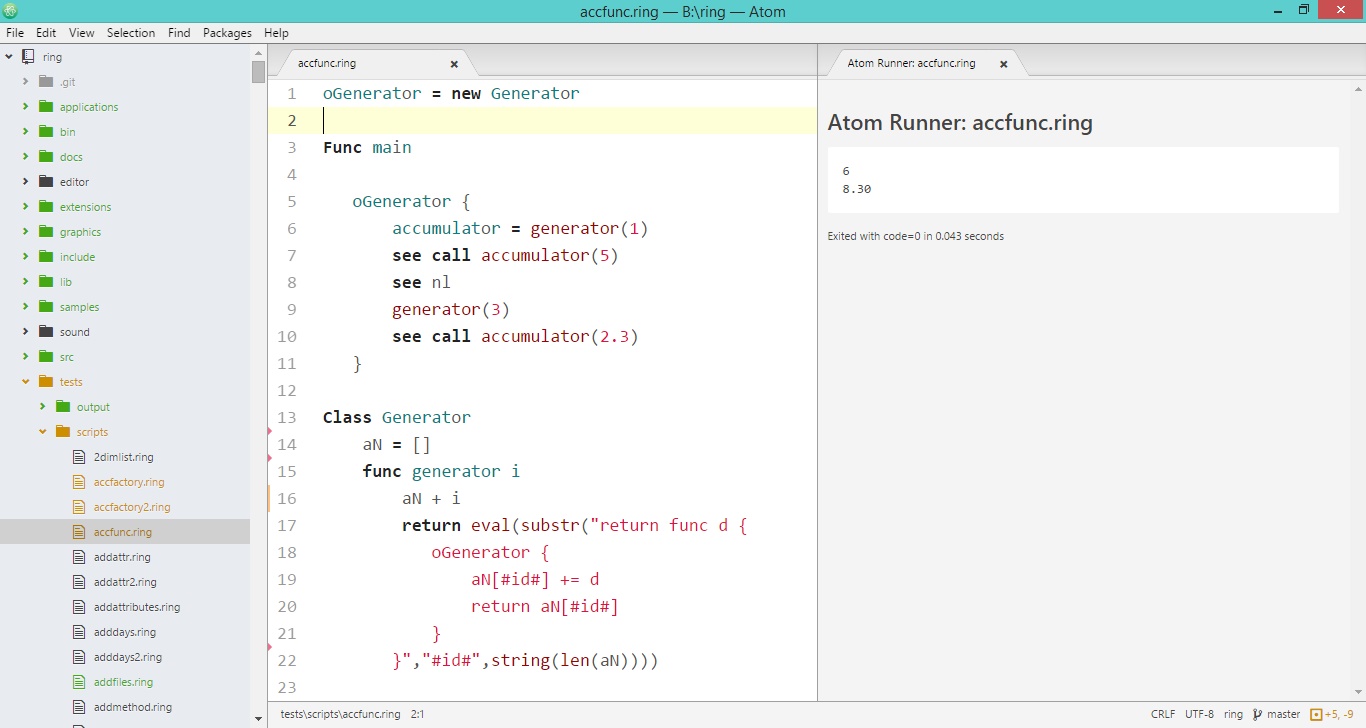 accfunc.ring — B:\ring — Atom
File Edit View Selection Find Packages Help
ring
.git
applications
bin
docs
editor
extensions
graphics
include
lib
samples
sound
src
tests
output
scripts
2dimlist.ring
accfactory.ring
accfactory2.ring
accfunc.ring
addattr.ring
addattr2.ring
addattributes.ring
adddays.ring
adddays2.ring
addfiles.ring
addmethod.ring
accfunc.ring
1 oGenerator = new Generator
2
3 Func main
4
5 oGenerator {
6 accumulator = generator(1)
7 see call accumulator(5)
8 see nl
9 generator(3)
10 see call accumulator(2.3)
11 }
12
13 Class Generator
14 aN = []
15 func generator i
16 aN + i
17 return eval(substr("return func d {
18 oGenerator {
19 aN[#id#] += d
20 return aN[#id#]
21 }
22 }","#id#",string(len(aN))))
23
Atom Runner: accfunc.ring
Atom Runner: accfunc.ring
6
8.30
Exited with code=0 in 0.043 seconds
tests\scripts\accfunc.ring 2:1 CRLF UTF-8 ring master +5, -9